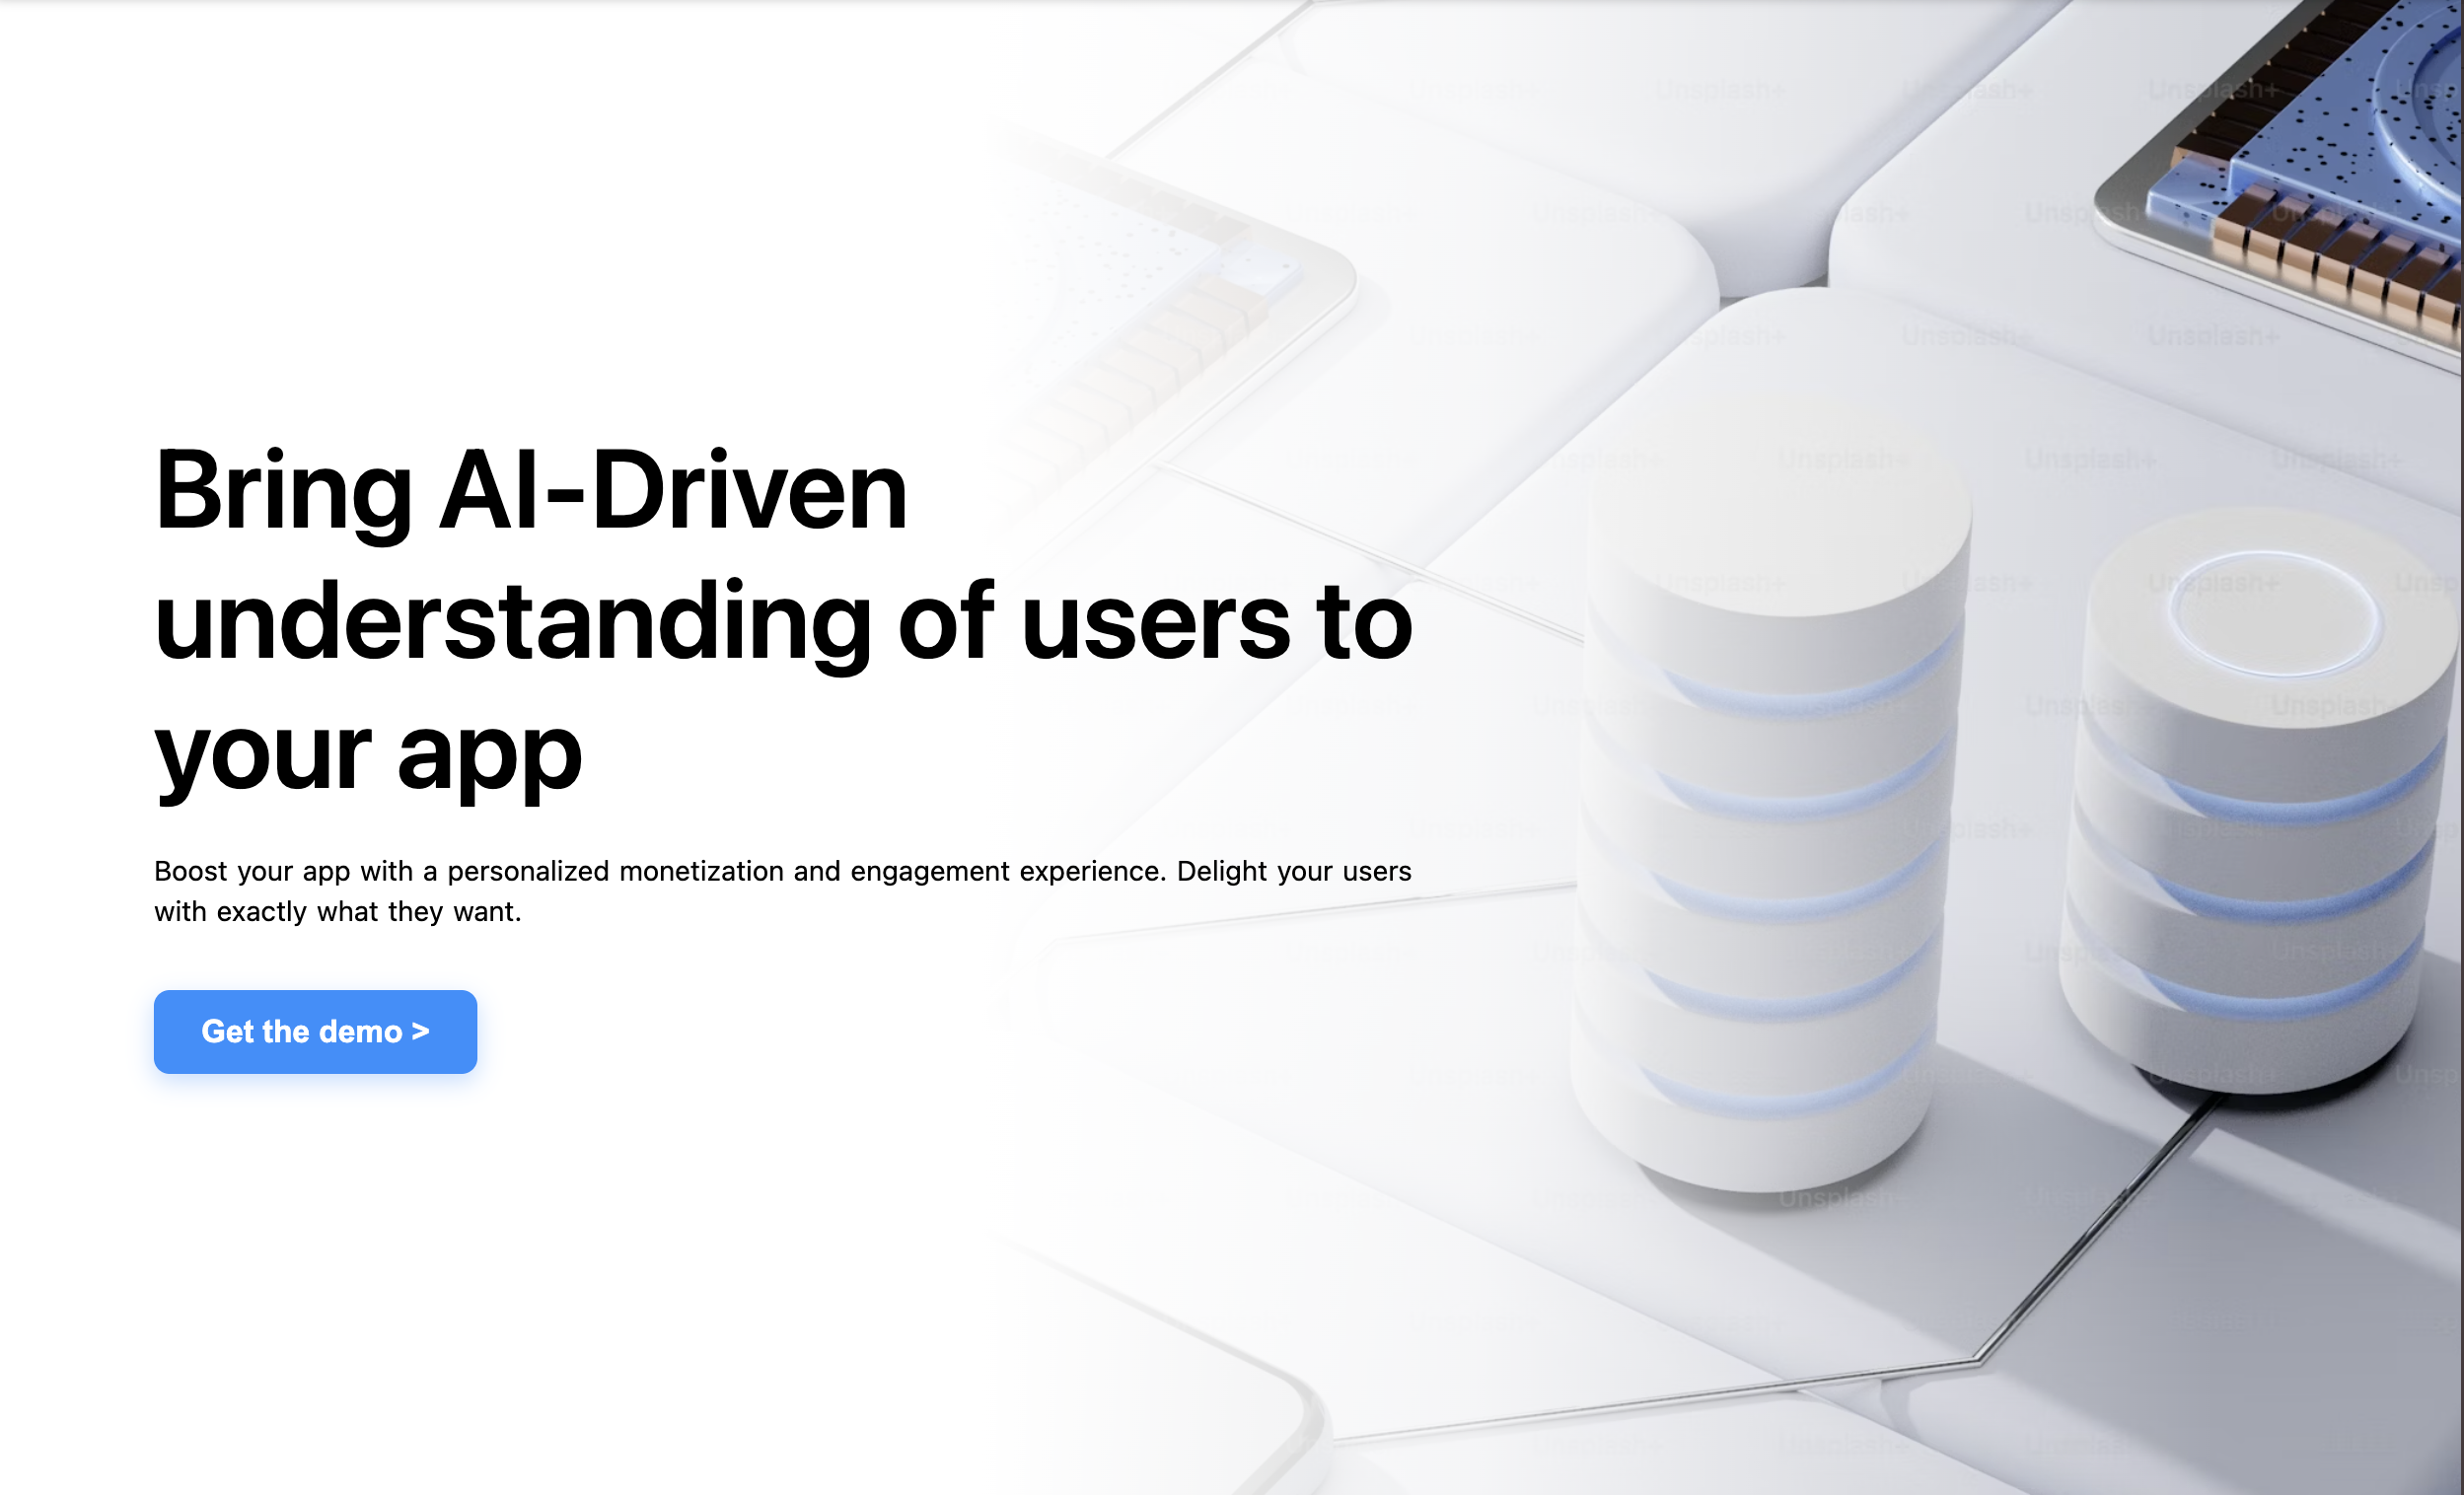 Bring AI-Driven
understanding of users to
your app
Boost your app with a personalized monetization and engagement experience. Delight your users
with exactly what they want.
Get the demo >
Unsplash+